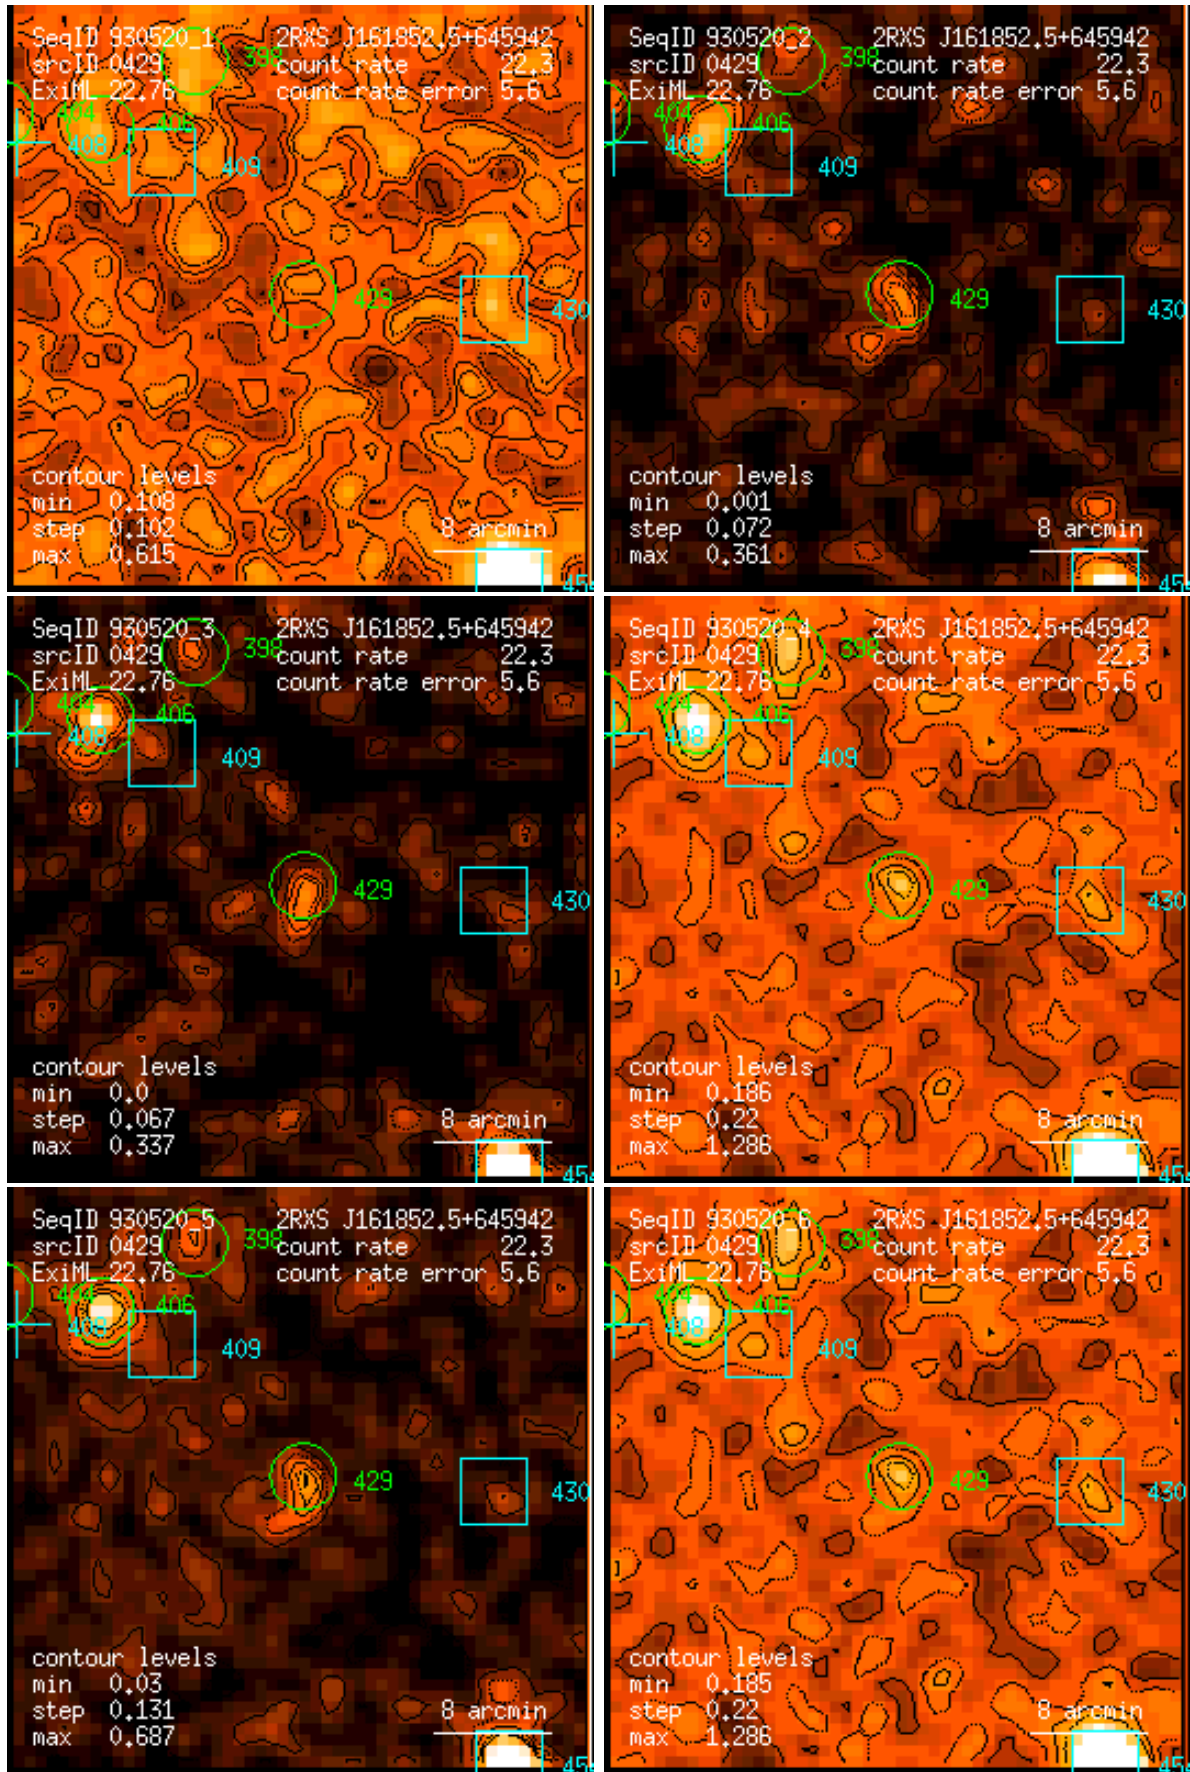 SeqID 930520_1 2RXS J161852.5+645942
srcID 0429 398 count rate 22.3
ExiML 22.76 count rate error 5.6
404 406
408 409
429 430
contour levels
min 0.108
step 0.102 8 arcmin
max 0.615
454
SeqID 930520_2 2RXS J161852.5+645942
srcID 0429 398 count rate 22.3
ExiML 22.76 count rate error 5.6
404 406
408 409
429 430
contour levels
min 0.001
step 0.072 8 arcmin
max 0.361
454
SeqID 930520_3 2RXS J161852.5+645942
srcID 0429 398 count rate 22.3
ExiML 22.76 count rate error 5.6
404 406
408 409
429 430
contour levels
min 0.0
step 0.067 8 arcmin
max 0.337
454
SeqID 930520_4 2RXS J161852.5+645942
srcID 0429 398 count rate 22.3
ExiML 22.76 count rate error 5.6
404 406
408 409
429 430
contour levels
min 0.186
step 0.22 8 arcmin
max 1.286
454
SeqID 930520_5 2RXS J161852.5+645942
srcID 0429 398 count rate 22.3
ExiML 22.76 count rate error 5.6
404 406
408 409
429 430
contour levels
min 0.03
step 0.131 8 arcmin
max 0.687
454
SeqID 930520_6 2RXS J161852.5+645942
srcID 0429 398 count rate 22.3
ExiML 22.76 count rate error 5.6
404 406
408 409
429 430
contour levels
min 0.185
step 0.22 8 arcmin
max 1.286
454